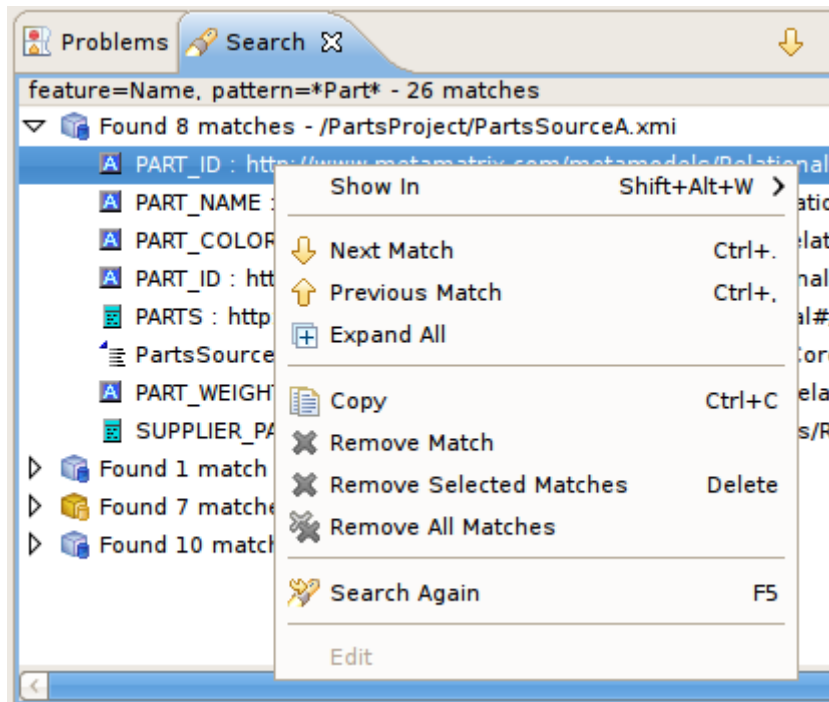 Problems Search
feature=Name, pattern=*Part* - 26 matches
Found 8 matches - /PartsProject/PartsSourceA.xmi
PART_ID : http://www.metamatrix.com/metamodels/Relational
PART_NAME :
PART_COLOR
PART_ID : htt
PARTS : http
PartsSource
PART_WEIGHT
SUPPLIER_PA
Found 1 match
Found 7 matche
Found 10 match
Show In Shift+Alt+W
Next Match Ctrl+.
Previous Match Ctrl+,
Expand All
Copy Ctrl+C
Remove Match
Remove Selected Matches Delete
Remove All Matches
Search Again F5
Edit